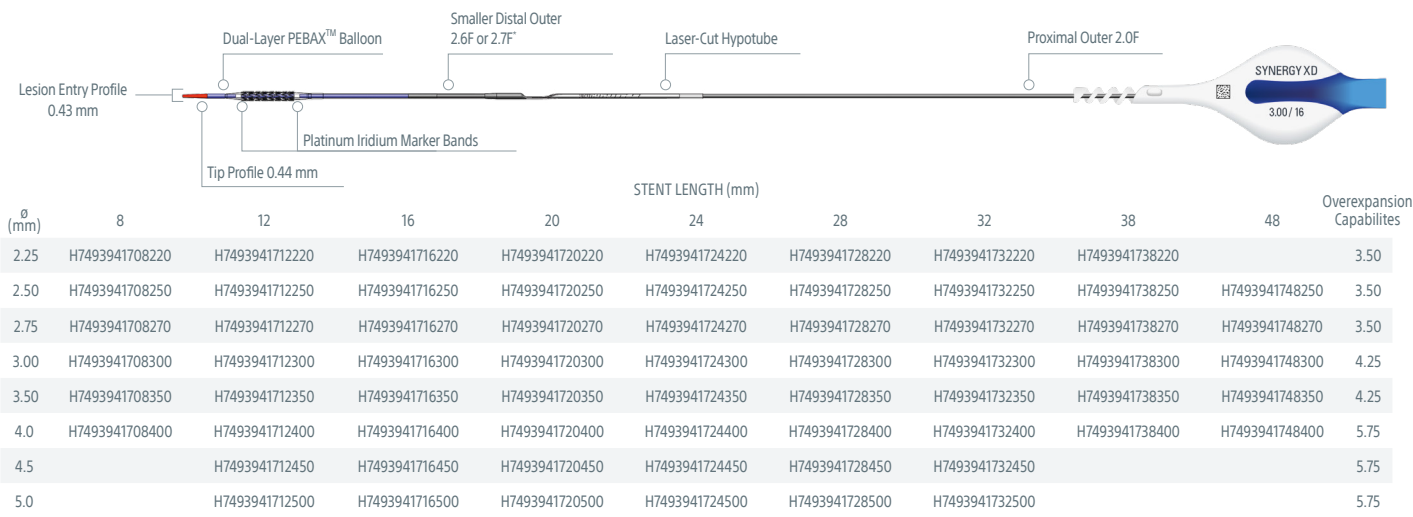 Smaller Distal Outer
Dual-Layer PEBAX™ Balloon
2.6F or 2.7F*
Laser-Cut Hypotube
Proximal Outer 2.0F
SYNERGY XD
3.00 / 16
Lesion Entry Profile
0.43 mm
Platinum Iridium Marker Bands
Tip Profile 0.44 mm
STENT LENGTH (mm)
ø (mm) 8 12 16 20 24 28 32 38 48 Overexpansion Capabilites
2.25 H7493941708220 H7493941712220 H7493941716220 H7493941720220 H7493941724220 H7493941728220 H7493941732220 H7493941738220 3.50
2.50 H7493941708250 H7493941712250 H7493941716250 H7493941720250 H7493941724250 H7493941728250 H7493941732250 H7493941738250 H7493941748250 3.50
2.75 H7493941708270 H7493941712270 H7493941716270 H7493941720270 H7493941724270 H7493941728270 H7493941732270 H7493941738270 H7493941748270 3.50
3.00 H7493941708300 H7493941712300 H7493941716300 H7493941720300 H7493941724300 H7493941728300 H7493941732300 H7493941738300 H7493941748300 4.25
3.50 H7493941708350 H7493941712350 H7493941716350 H7493941720350 H7493941724350 H7493941728350 H7493941732350 H7493941738350 H7493941748350 4.25
4.0 H7493941708400 H7493941712400 H7493941716400 H7493941720400 H7493941724400 H7493941728400 H7493941732400 H7493941738400 H7493941748400 5.75
4.5 H7493941712450 H7493941716450 H7493941720450 H7493941724450 H7493941728450 H7493941732450 5.75
5.0 H7493941712500 H7493941716500 H7493941720500 H7493941724500 H7493941728500 H7493941732500 5.75